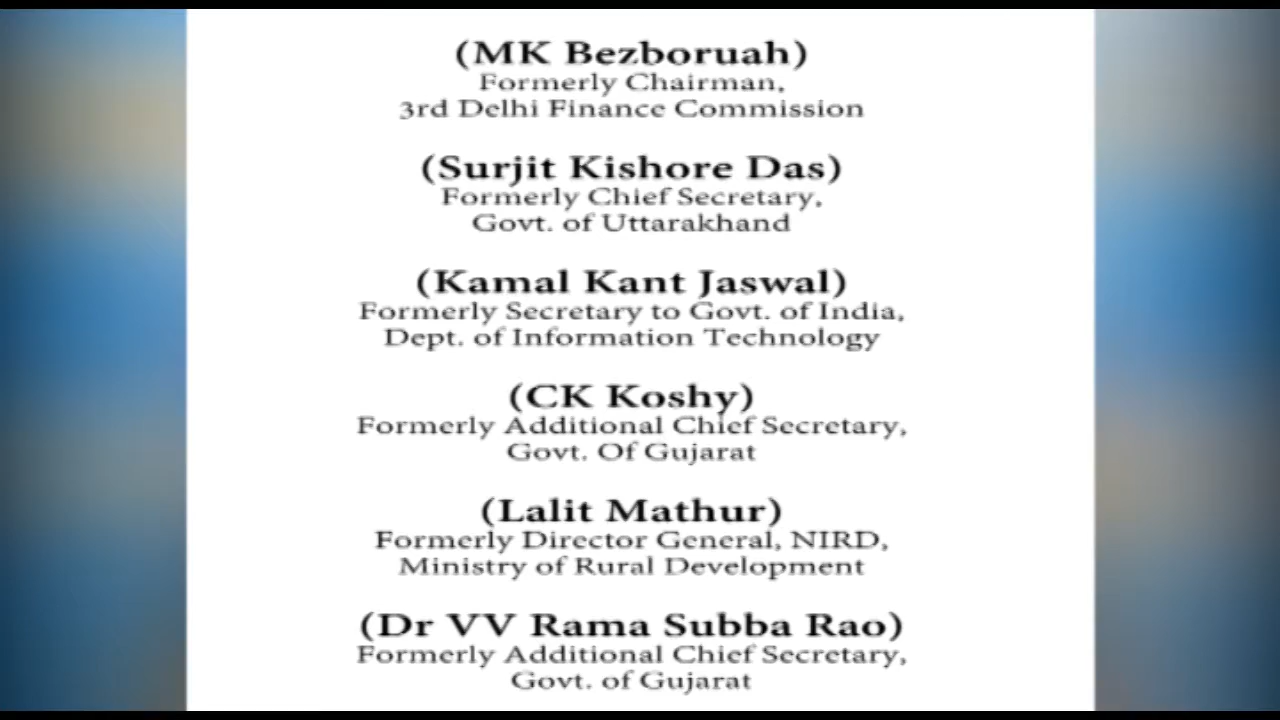 (MK Bezboruah)
Formerly Chairman,
3rd Delhi Finance Commission
(Surjit Kishore Das)
Formerly Chief Secretary,
Govt. of Uttarakhand
(Kamal Kant Jaswal)
Formerly Secretary to Govt. of India,
Dept. of Information Technology
(CK Koshy)
Formerly Additional Chief Secretary,
Govt. Of Gujarat
(Lalit Mathur)
Formerly Director General, NIRD,
Ministry of Rural Development
(Dr VV Rama Subba Rao)
Formerly Additional Chief Secretary,
Govt. of Gujarat